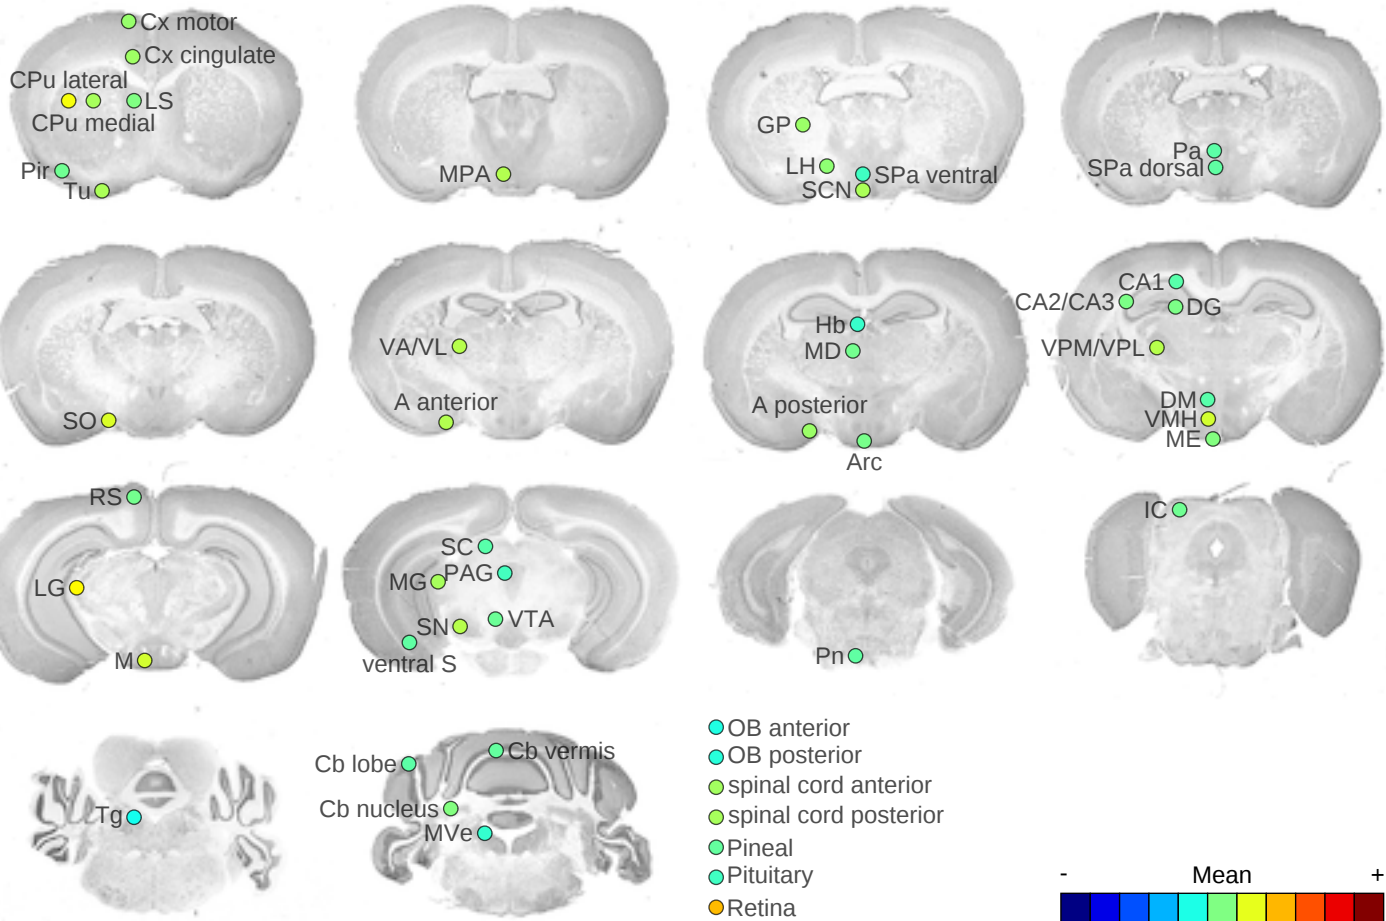 Cx motor
Cx cingulate
CPu lateral
LS
CPu medial
Pir
Tu
MPA
GP
LH
SPa ventral
SCN
Pa
SPa dorsal
SO
VA/VL
A anterior
Hb
MD
A posterior
Arc
CA1
CA2/CA3
DG
VPM/VPL
DM
VMH
ME
RS
LG
M
SC
MG
PAG
SN
VTA
ventral S
Pn
IC
Tg
Cb lobe
Cb vermis
Cb nucleus
MVe
OB anterior
OB posterior
spinal cord anterior
spinal cord posterior
Pineal
Pituitary
Retina
- Mean +